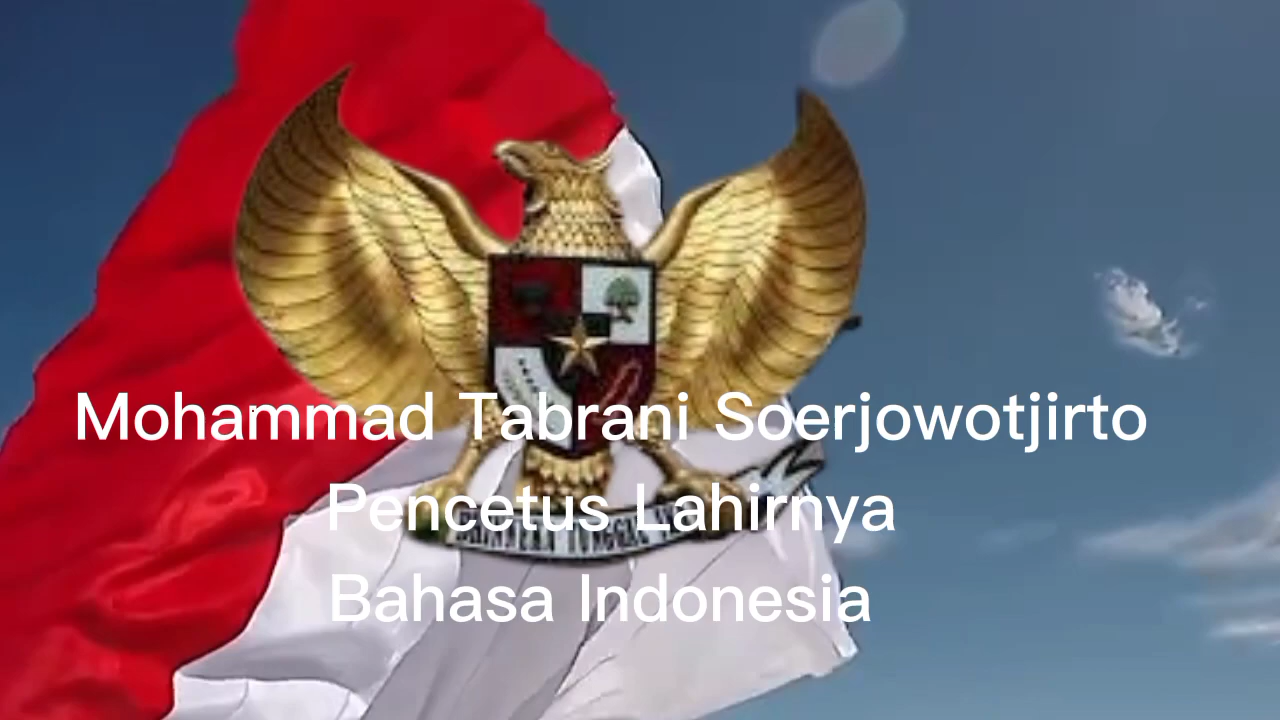 Mohammad Tabrani Soerjowotjirto
Pencetus Lahirnya
Bahasa Indonesia